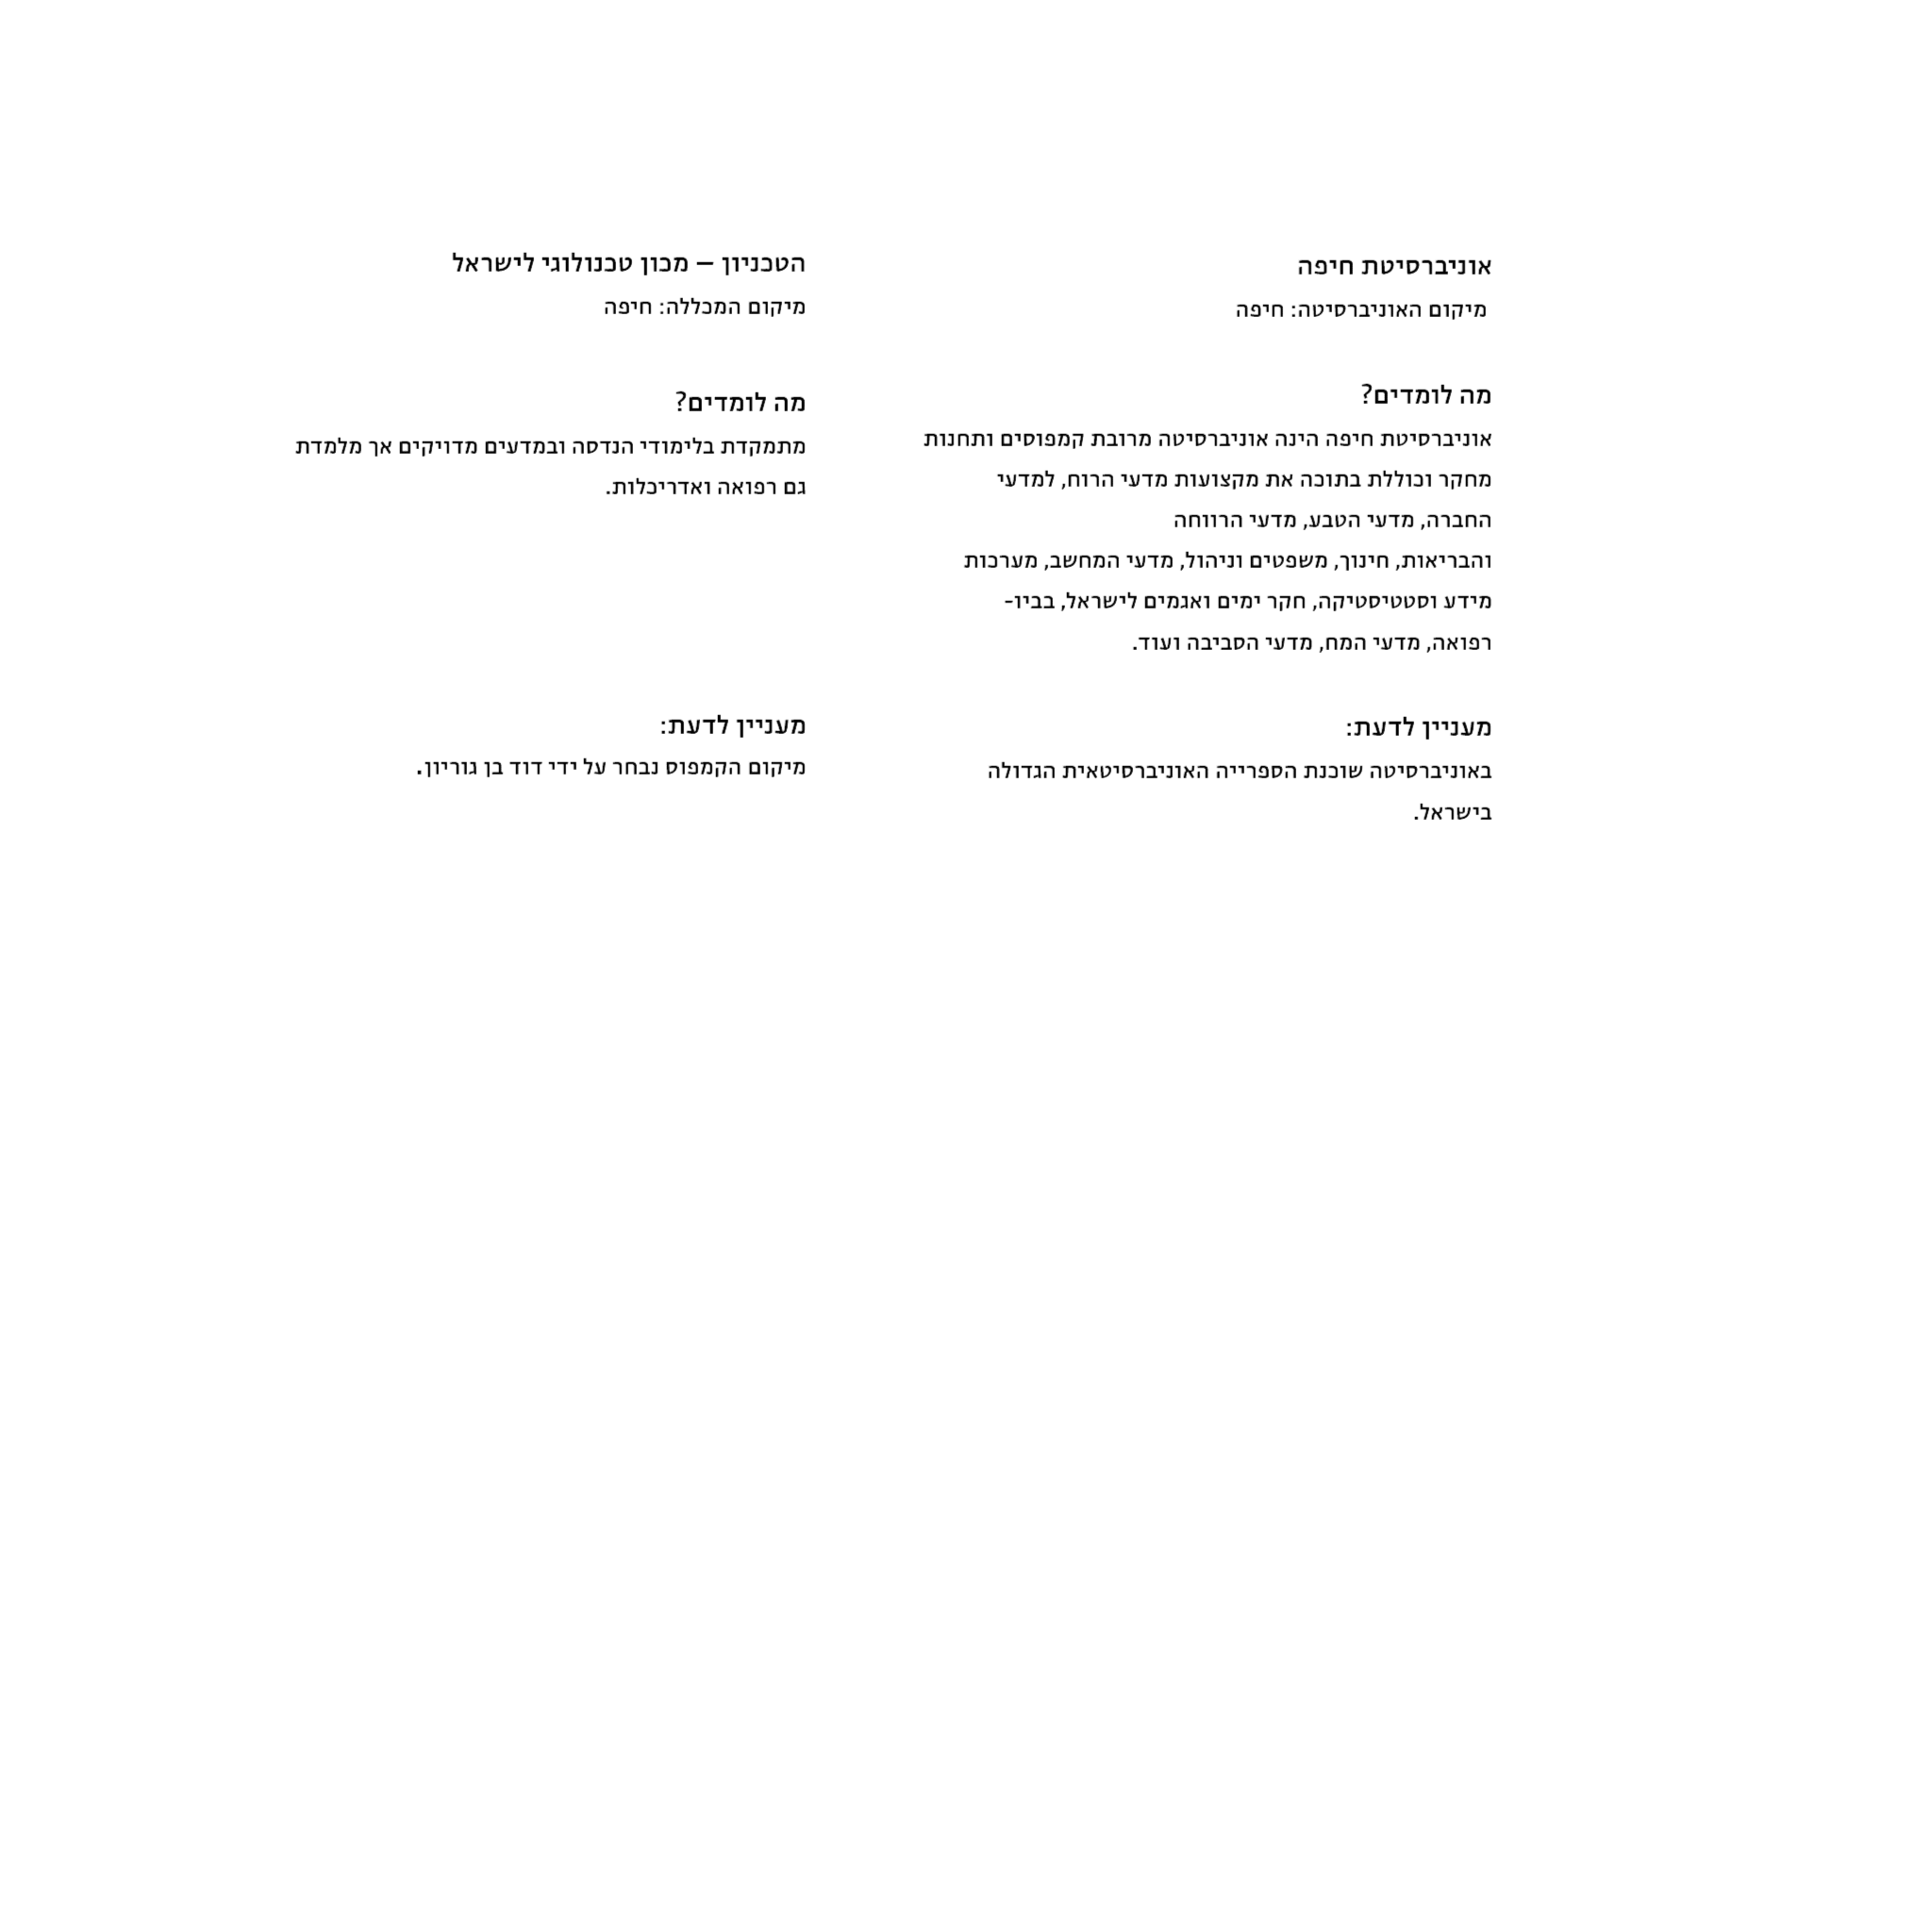 אוניברסיטת חיפה
מיקום האוניברסיטה: חיפה
מה לומדים?
אוניברסיטת חיפה הינה אוניברסיטה מרובת קמפוסים ותחנות
מחקר וכוללת בתוכה את מקצועות מדעי הרוח, למדעי
החברה, מדעי הטבע, מדעי הרווחה
והבריאות, חינוך, משפטים וניהול, מדעי המחשב, מערכות
מידע וסטטיסטיקה, חקר ימים ואגמים לישראל, בביו-
רפואה, מדעי המח, מדעי הסביבה ועוד.
מעניין לדעת:
באוניברסיטה שוכנת הספרייה האוניברסיטאית הגדולה
בישראל.
הטכניון – מכון טכנולוגי לישראל
מיקום המכללה: חיפה
מה לומדים?
מתמקדת בלימודי הנדסה ובמדעים מדויקים אך מלמדת
גם רפואה ואדריכלות.
מעניין לדעת:
מיקום הקמפוס נבחר על ידי דוד בן גוריון.